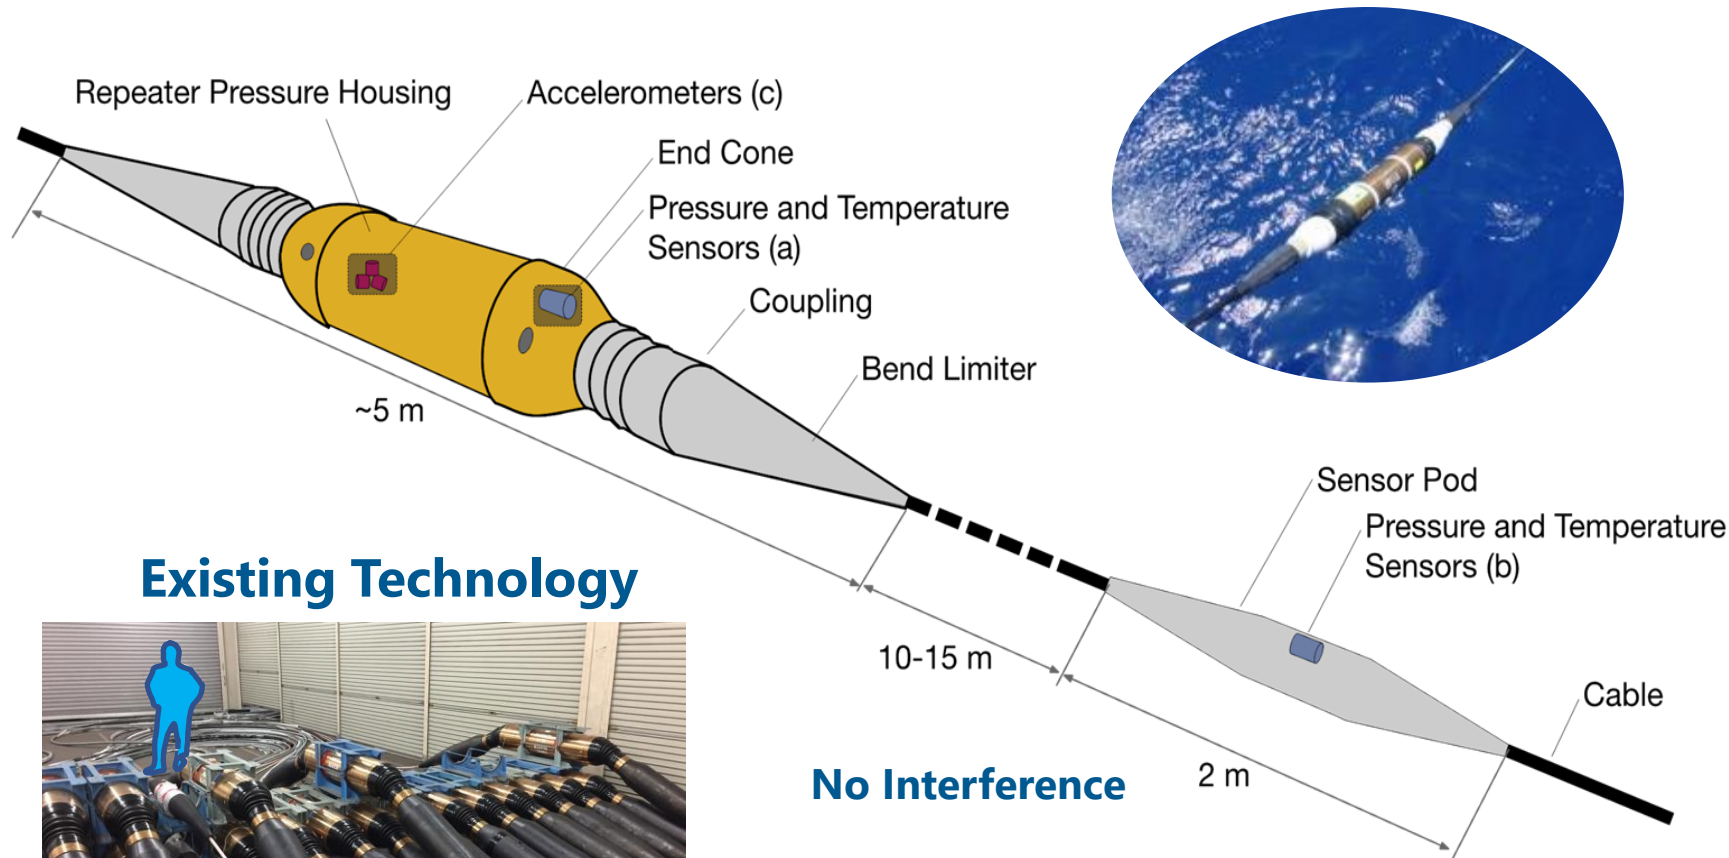 Repeater Pressure Housing
Accelerometers (c)
End Cone
Pressure and Temperature
Sensors (a)
Coupling
Bend Limiter
~5 m
Sensor Pod
Pressure and Temperature
Sensors (b)
Existing Technology
10-15 m
Cable
No Interference
2 m